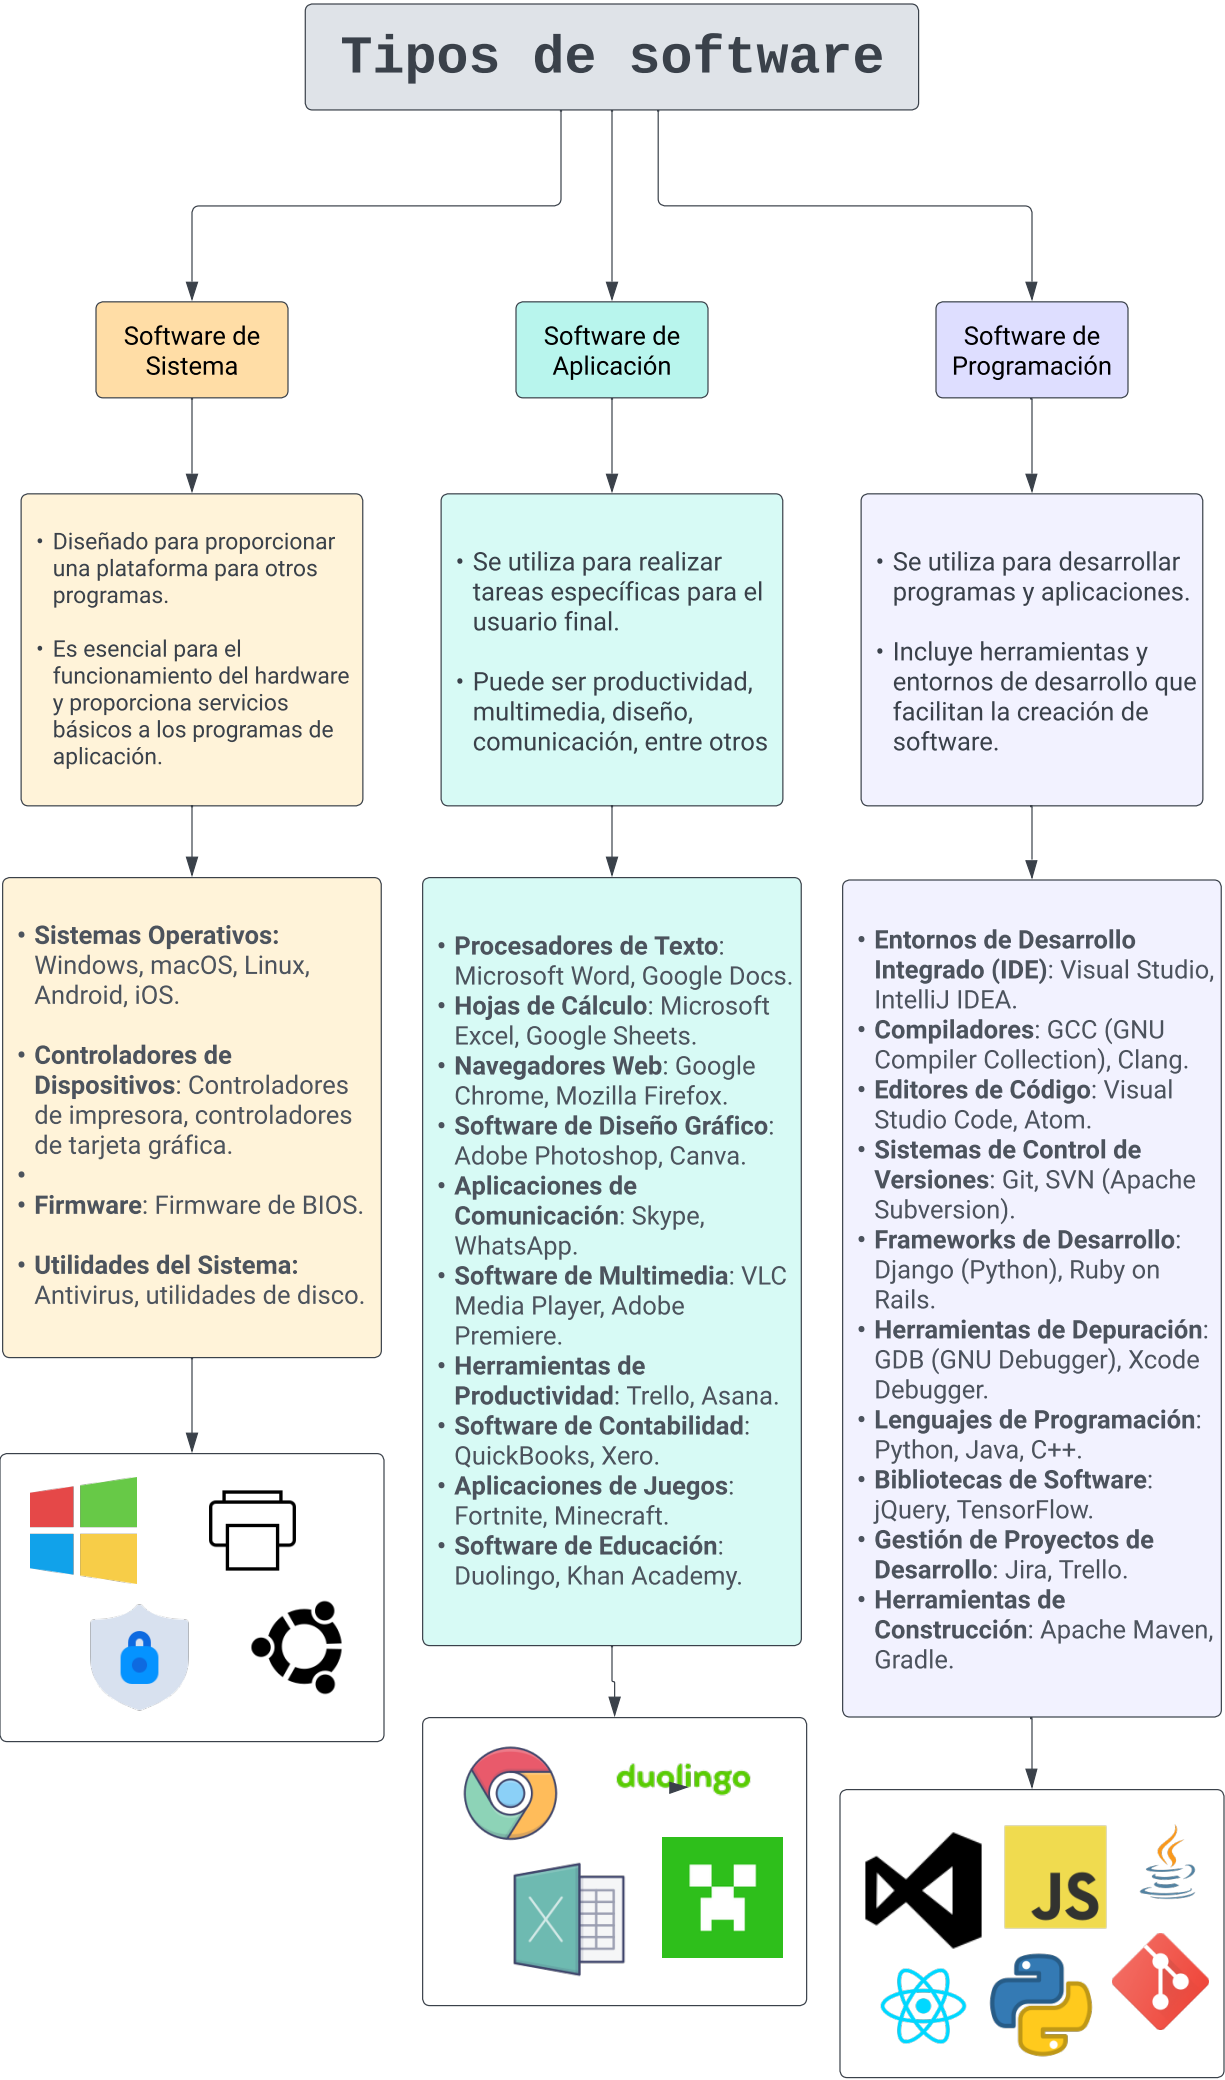 Tipos de software
Software de
Sistema
Software de
Aplicación
Software de
Programación
• Diseñado para proporcionar
una plataforma para otros
programas.
• Es esencial para el
funcionamiento del hardware
y proporciona servicios
básicos a los programas de
aplicación.
• Se utiliza para realizar
tareas específicas para el
usuario final.
• Puede ser productividad,
multimedia, diseño,
comunicación, entre otros
• Se utiliza para desarrollar
programas y aplicaciones.
• Incluye herramientas y
entornos de desarrollo que
facilitan la creación de
software.
• Sistemas Operativos:
Windows, macOS, Linux,
Android, iOS.
• Controladores de
Dispositivos: Controladores
de impresora, controladores
de tarjeta gráfica.
•
• Firmware: Firmware de BIOS.
• Utilidades del Sistema:
Antivirus, utilidades de disco.
• Procesadores de Texto:
Microsoft Word, Google Docs.
• Hojas de Cálculo: Microsoft
Excel, Google Sheets.
• Navegadores Web: Google
Chrome, Mozilla Firefox.
• Software de Diseño Gráfico:
Adobe Photoshop, Canva.
• Aplicaciones de
Comunicación: Skype,
WhatsApp.
• Software de Multimedia: VLC
Media Player, Adobe
Premiere.
• Herramientas de
Productividad: Trello, Asana.
• Software de Contabilidad:
QuickBooks, Xero.
• Aplicaciones de Juegos:
Fortnite, Minecraft.
• Software de Educación:
Duolingo, Khan Academy.
• Entornos de Desarrollo
Integrado (IDE): Visual Studio,
IntelliJ IDEA.
• Compiladores: GCC (GNU
Compiler Collection), Clang.
• Editores de Código: Visual
Studio Code, Atom.
• Sistemas de Control de
Versiones: Git, SVN (Apache
Subversion).
• Frameworks de Desarrollo:
Django (Python), Ruby on
Rails.
• Herramientas de Depuración:
GDB (GNU Debugger), Xcode
Debugger.
• Lenguajes de Programación:
Python, Java, C++.
• Bibliotecas de Software:
jQuery, TensorFlow.
• Gestión de Proyectos de
Desarrollo: Jira, Trello.
• Herramientas de
Construcción: Apache Maven,
Gradle.
duolingo
X
JS